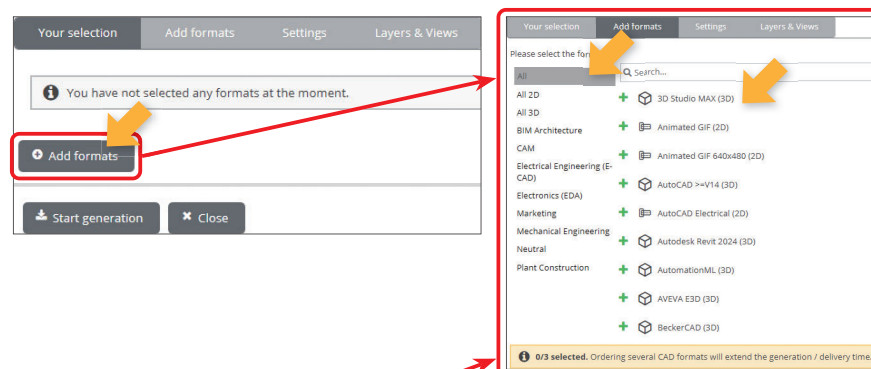 Your selection Add formats Settings Layers & Views
You have not selected any formats at the moment.
Add formats
Start generation Close
Your selection Add formats Settings Layers & Views
Please select the for
Search...
All
All 2D
All 3D
BIM Architecture
CAM
Electrical Engineering (E-
CAD)
Electronics (EDA)
Marketing
Mechanical Engineering
Neutral
Plant Construction
3D Studio MAX (3D)
Animated GIF (2D)
Animated GIF 640x480 (2D)
AutoCAD >=V14 (3D)
AutoCAD Electrical (2D)
Autodesk Revit 2024 (3D)
AutomationML (3D)
AVEVA E3D (3D)
BeckerCAD (3D)
0/3 selected. Ordering several CAD formats will extend the generation / delivery time.